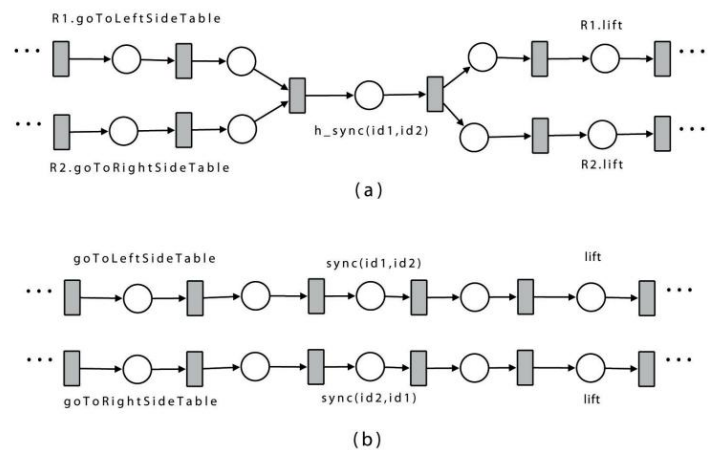 R1.goToLeftSideTable
R1.lift
...
...
h_sync(id1,id2)
...
...
R2.goToRightSideTable
R2.lift
(a)
goToLeftSideTable
sync(id1,id2)
lift
...
...
...
...
goToRightSideTable
sync(id2,id1)
lift
(b)